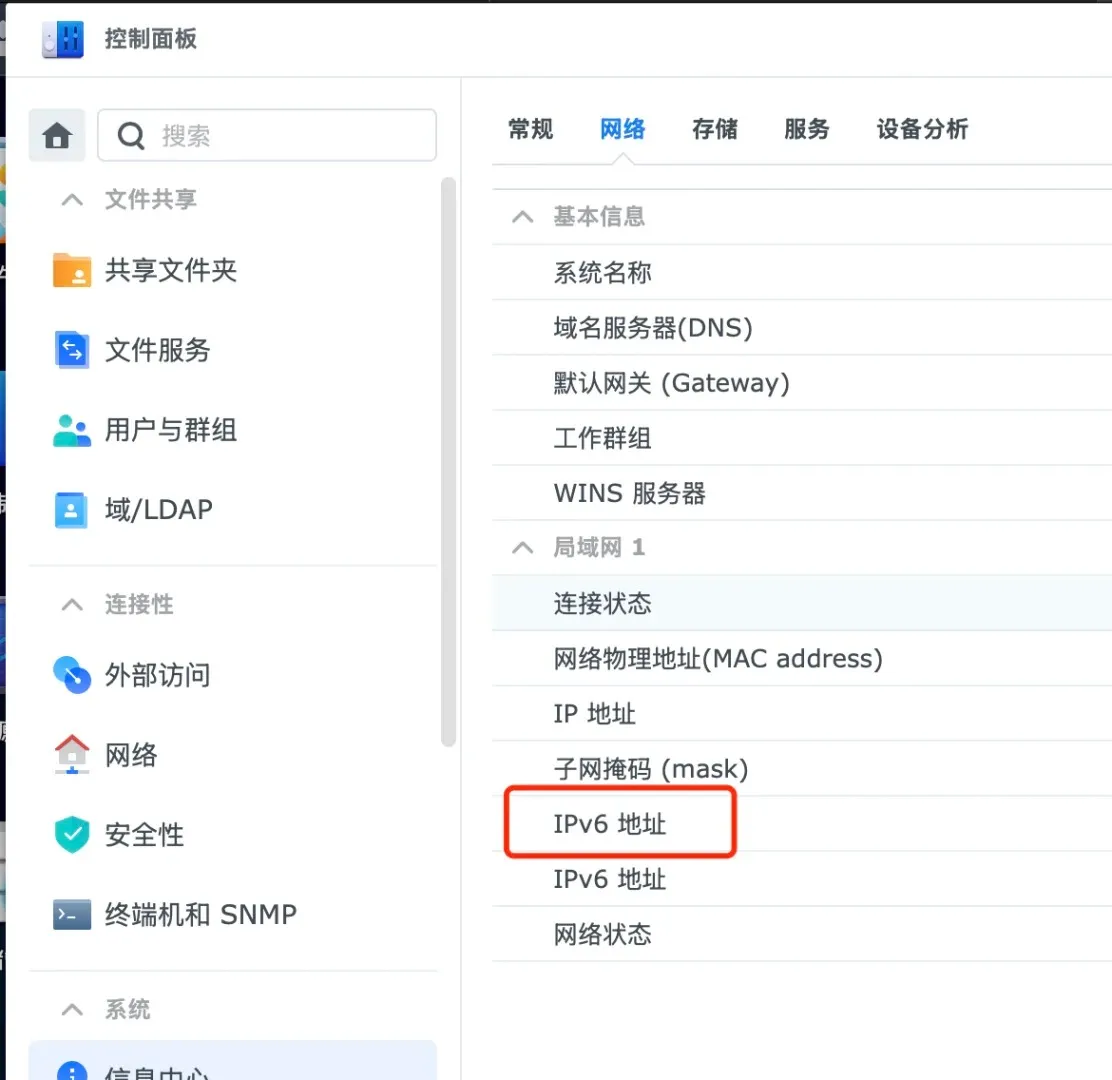 控制面板
搜索
文件共享
共享文件夹
文件服务
用户与群组
域/LDAP
连接性
外部访问
网络
安全性
终端机和 SNMP
系统
信息中心
常规 网络 存储 服务 设备分析
基本信息
系统名称
域名服务器(DNS)
默认网关 (Gateway)
工作群组
WINS 服务器
局域网 1
连接状态
网络物理地址(MAC address)
IP 地址
子网掩码 (mask)
IPv6 地址
IPv6 地址
网络状态